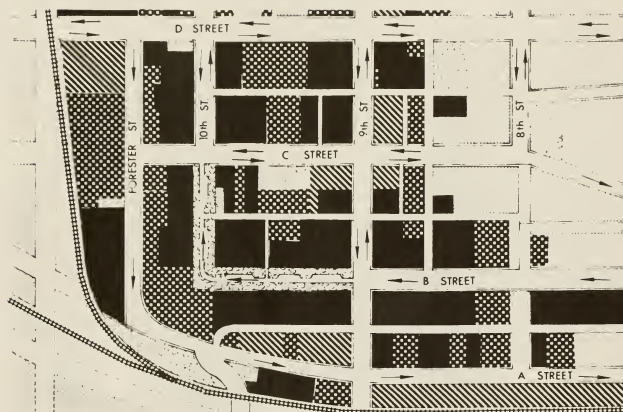 D STREET
FORESTER ST
10th ST.
9th ST
8th ST
C STREET
B STREET
A STREET